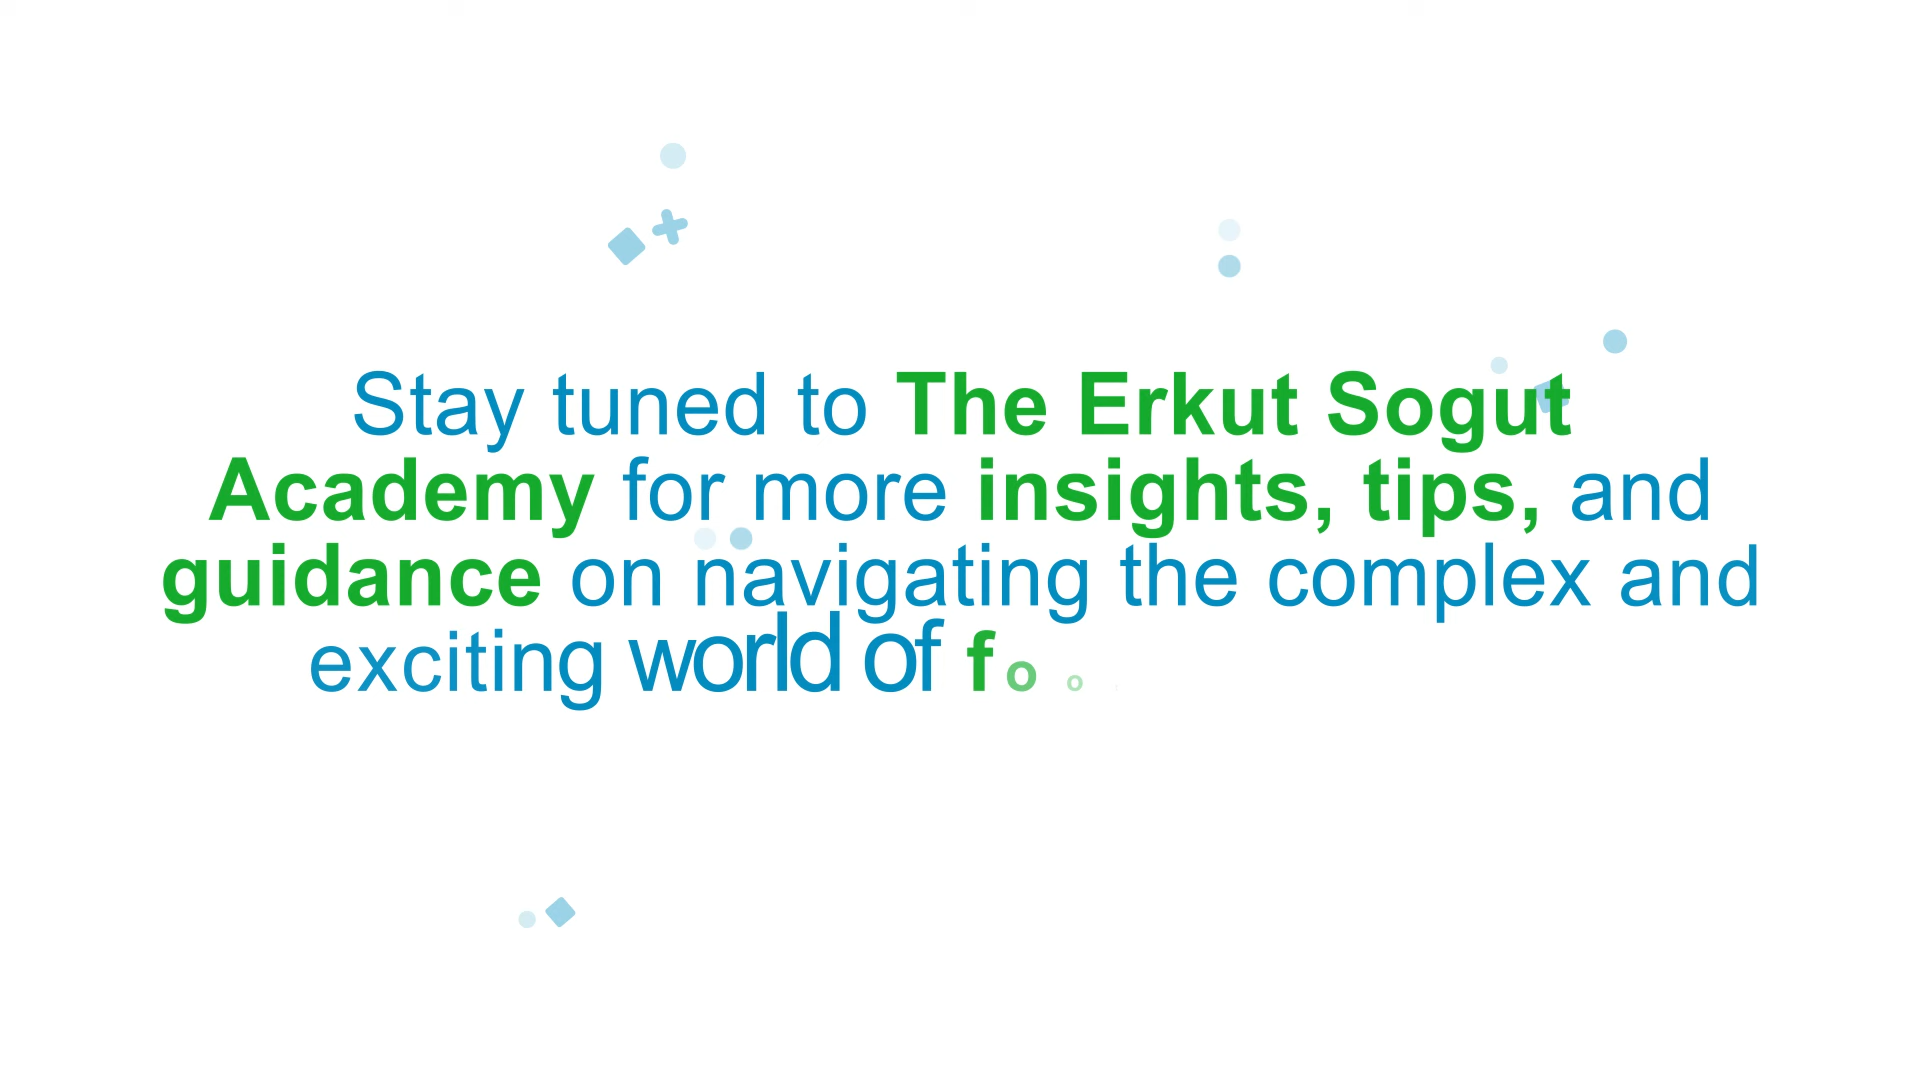 Stay tuned to The Erkut Sogut
Academy for more insights, tips, and
guidance on navigating the complex and
exciting world of foo